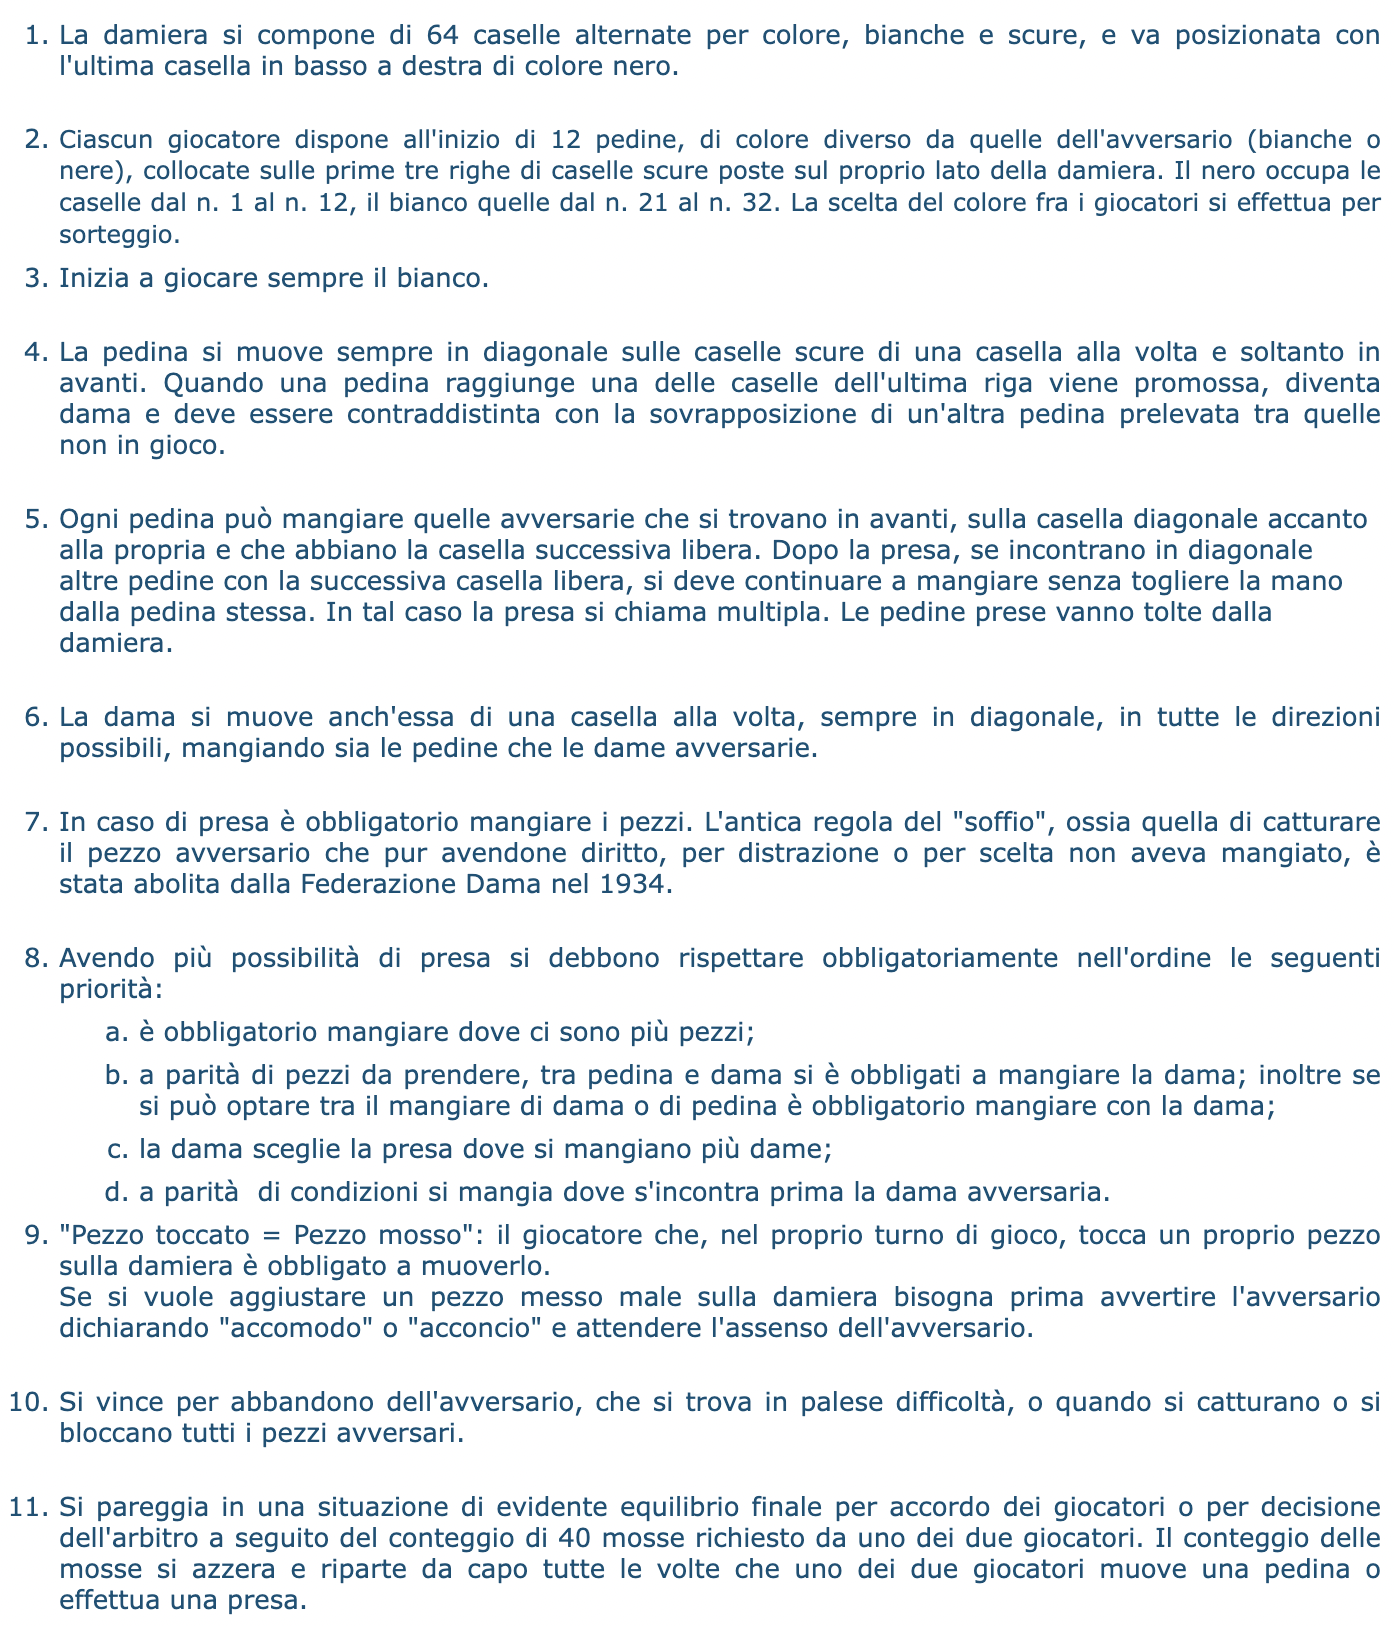 1. La damiera si compone di 64 caselle alternate per colore, bianche e scure, e va posizionata con
l'ultima casella in basso a destra di colore nero.
2. Ciascun giocatore dispone all'inizio di 12 pedine, di colore diverso da quelle dell'avversario (bianche o
nere), collocate sulle prime tre righe di caselle scure poste sul proprio lato della damiera. Il nero occupa le
caselle dal n. 1 al n. 12, il bianco quelle dal n. 21 al n. 32. La scelta del colore fra i giocatori si effettua per
sorteggio.
3. Inizia a giocare sempre il bianco.
4. La pedina si muove sempre in diagonale sulle caselle scure di una casella alla volta e soltanto in
avanti. Quando una pedina raggiunge una delle caselle dell'ultima riga viene promossa, diventa
dama e deve essere contraddistinta con la sovrapposizione di un'altra pedina prelevata tra quelle
non in gioco.
5. Ogni pedina può mangiare quelle avversarie che si trovano in avanti, sulla casella diagonale accanto
alla propria e che abbiano la casella successiva libera. Dopo la presa, se incontrano in diagonale
altre pedine con la successiva casella libera, si deve continuare a mangiare senza togliere la mano
dalla pedina stessa. In tal caso la presa si chiama multipla. Le pedine prese vanno tolte dalla
damiera.
6. La dama si muove anch'essa di una casella alla volta, sempre in diagonale, in tutte le direzioni
possibili, mangiando sia le pedine che le dame avversarie.
7. In caso di presa è obbligatorio mangiare i pezzi. L'antica regola del "soffio", ossia quella di catturare
il pezzo avversario che pur avendone diritto, per distrazione o per scelta non aveva mangiato, è
stata abolita dalla Federazione Dama nel 1934.
8. Avendo più possibilità di presa si debbono rispettare obbligatoriamente nell'ordine le seguenti
priorità:
a. è obbligatorio mangiare dove ci sono più pezzi;
b. a parità di pezzi da prendere, tra pedina e dama si è obbligati a mangiare la dama; inoltre se
si può optare tra il mangiare di dama o di pedina è obbligatorio mangiare con la dama;
c. la dama sceglie la presa dove si mangiano più dame;
d. a parità  di condizioni si mangia dove s'incontra prima la dama avversaria.
9. "Pezzo toccato = Pezzo mosso": il giocatore che, nel proprio turno di gioco, tocca un proprio pezzo
sulla damiera è obbligato a muoverlo.
Se si vuole aggiustare un pezzo messo male sulla damiera bisogna prima avvertire l'avversario
dichiarando "accomodo" o "acconcio" e attendere l'assenso dell'avversario.
10. Si vince per abbandono dell'avversario, che si trova in palese difficoltà, o quando si catturano o si
bloccano tutti i pezzi avversari.
11. Si pareggia in una situazione di evidente equilibrio finale per accordo dei giocatori o per decisione
dell'arbitro a seguito del conteggio di 40 mosse richiesto da uno dei due giocatori. Il conteggio delle
mosse si azzera e riparte da capo tutte le volte che uno dei due giocatori muove una pedina o
effettua una presa.